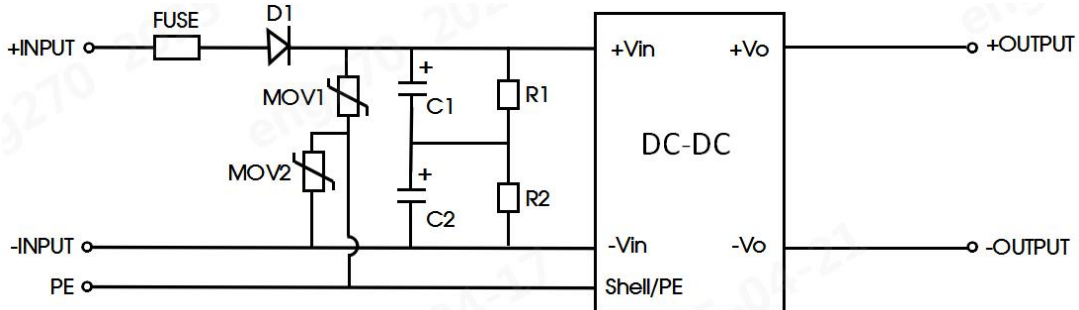 FUSE
D1
+INPUT
+Vin
+Vo
+OUTPUT
MOV1
+
C1
R1
DC-DC
MOV2
+
C2
R2
-INPUT
-Vin
-Vo
-OUTPUT
PE
Shell/PE